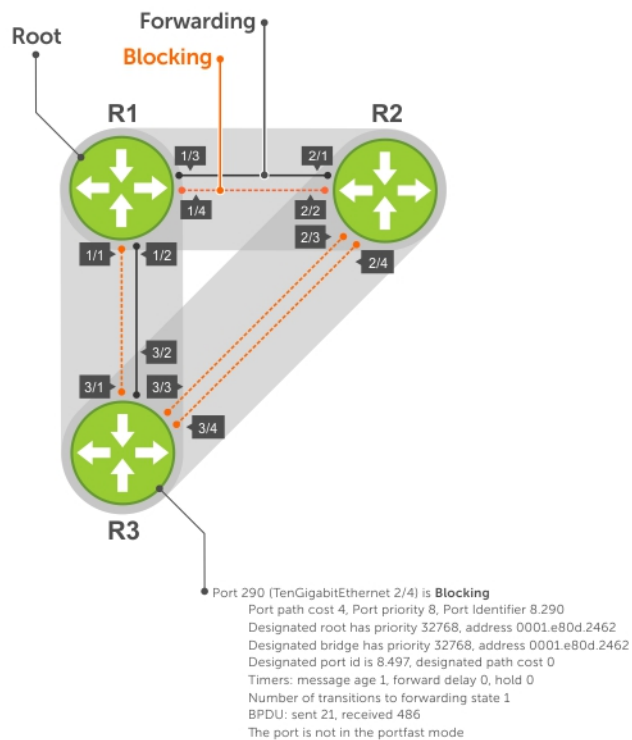 Forwarding
Root
Blocking
R1
R2
1/3
2/1
1/4
2/2
2/3
1/1
1/2
2/4
3/2
3/1
3/3
3/4
R3
Port 290 (TenGigabitEthernet 2/4) is Blocking
Port path cost 4, Port priority 8, Port Identifier 8.290
Designated root has priority 32768, address 0001.e80d.2462
Designated bridge has priority 32768, address 0001.e80d.2462
Designated port id is 8.497, designated path cost 0
Timers: message age 1, forward delay 0, hold 0
Number of transitions to forwarding state 1
BPDU: sent 21, received 486
The port is not in the portfast mode